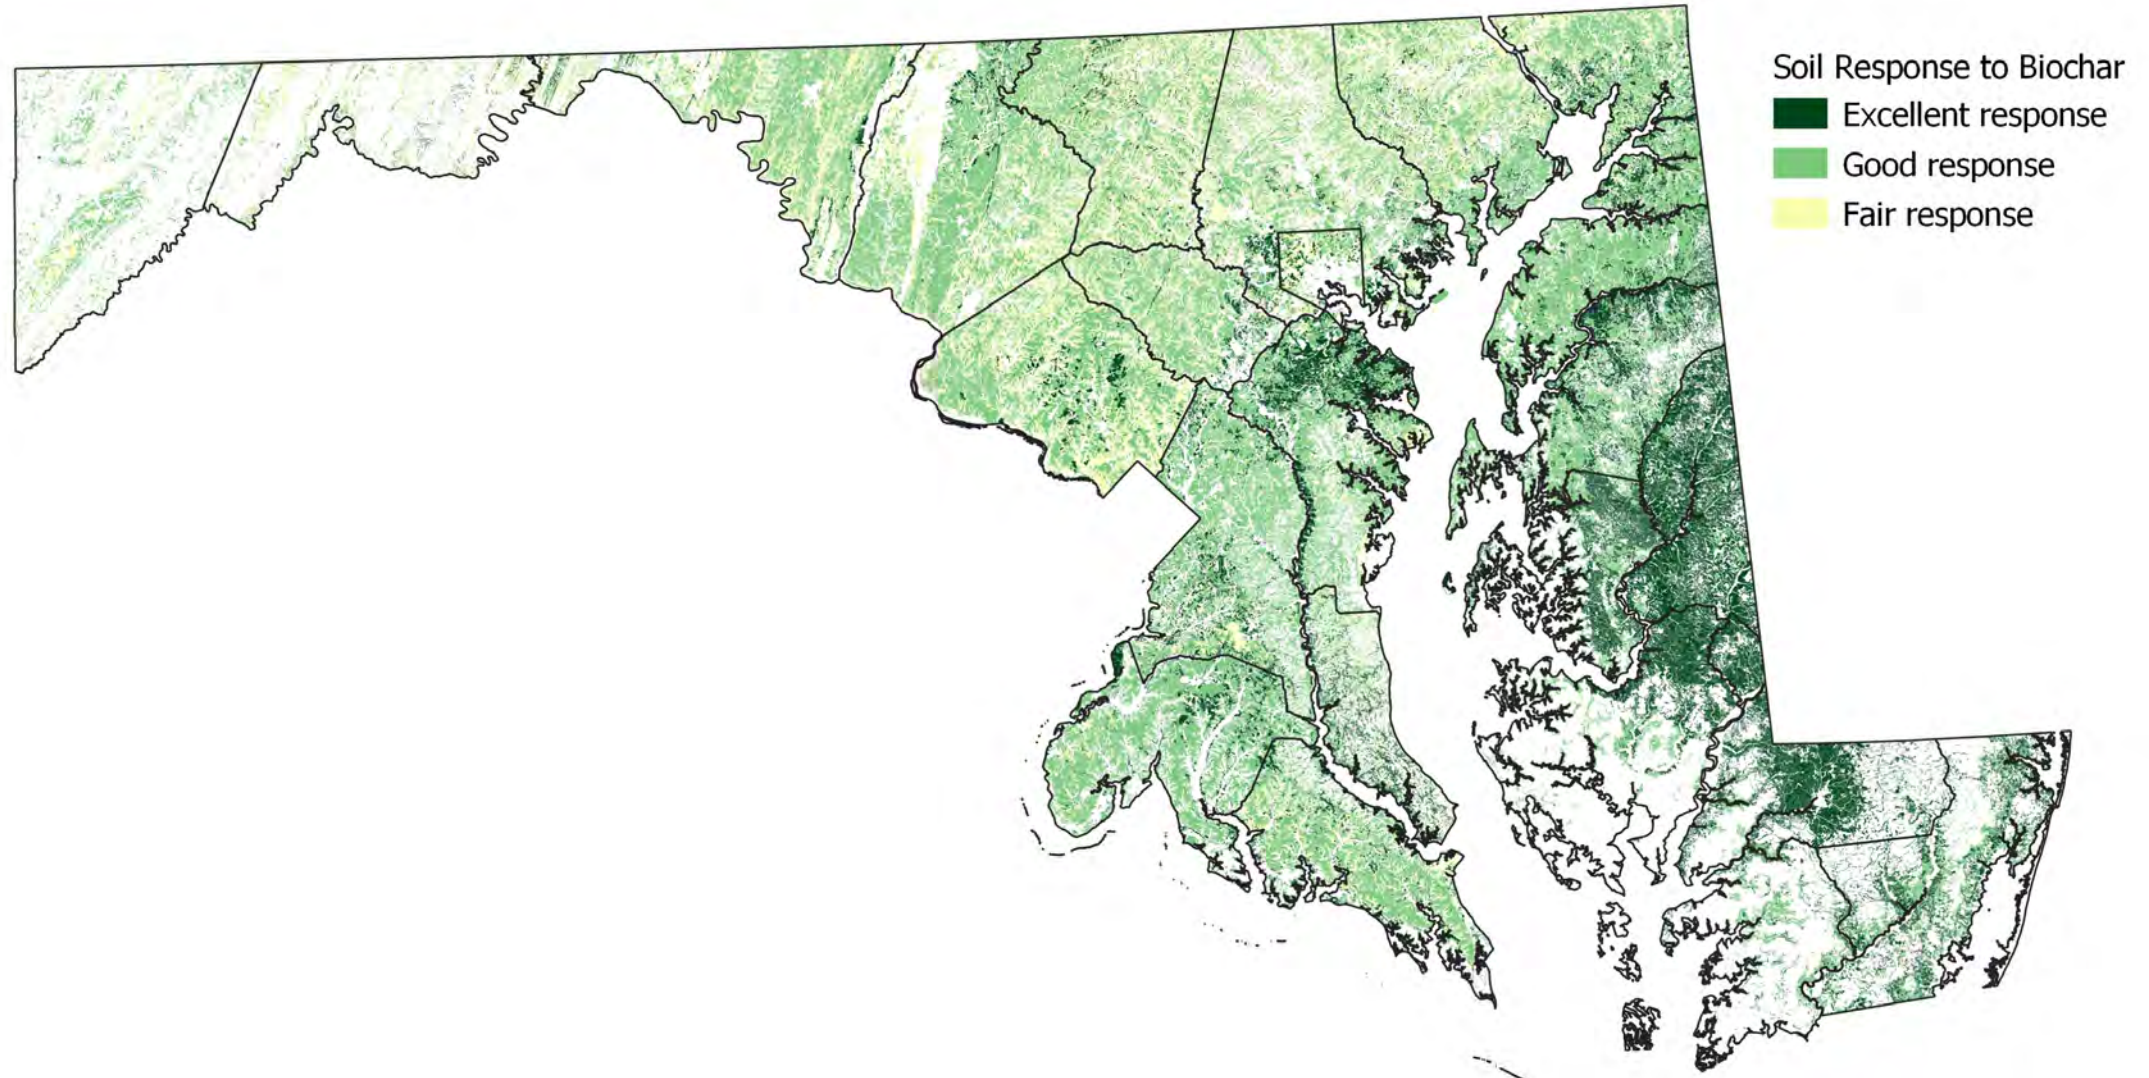 Soil Response to Biochar
Excellent response
Good response
Fair response